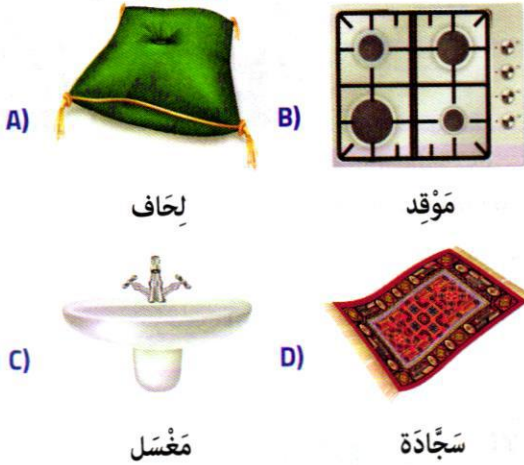 A)
B)
لِحَاف
مَوْقِد
C)
D)
مَغْسَل
سَجَّادَة